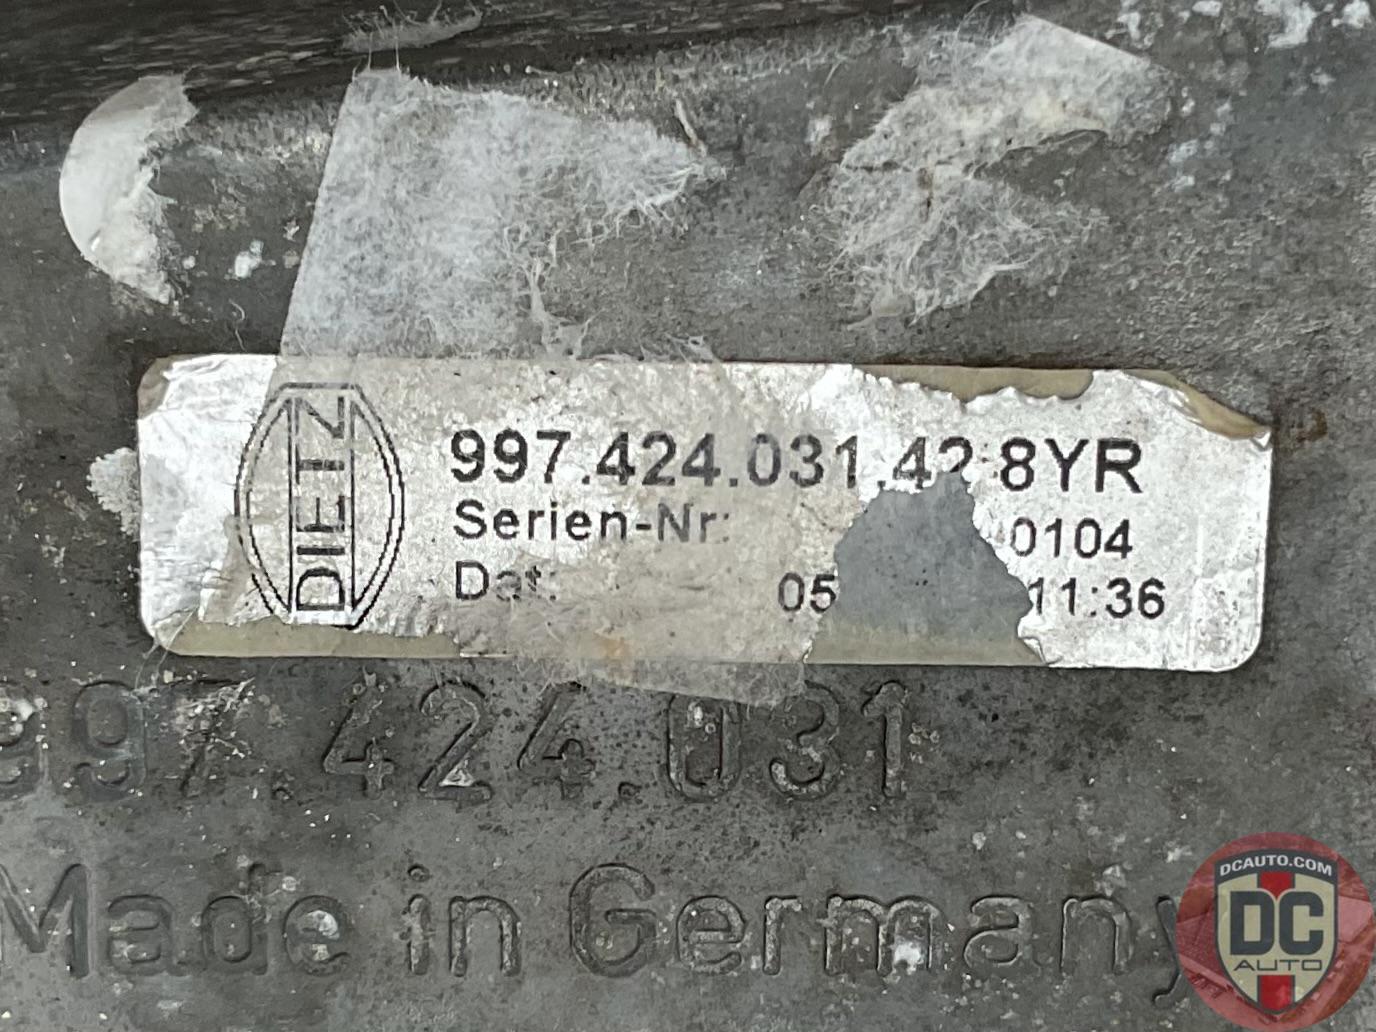 DIETZ
997.424.031.42:8YR
Serien-Nr: 0104
Dat: 05 11:36
997.424.031
Made in Germany
DCAUTO.COM
DC
AUTO